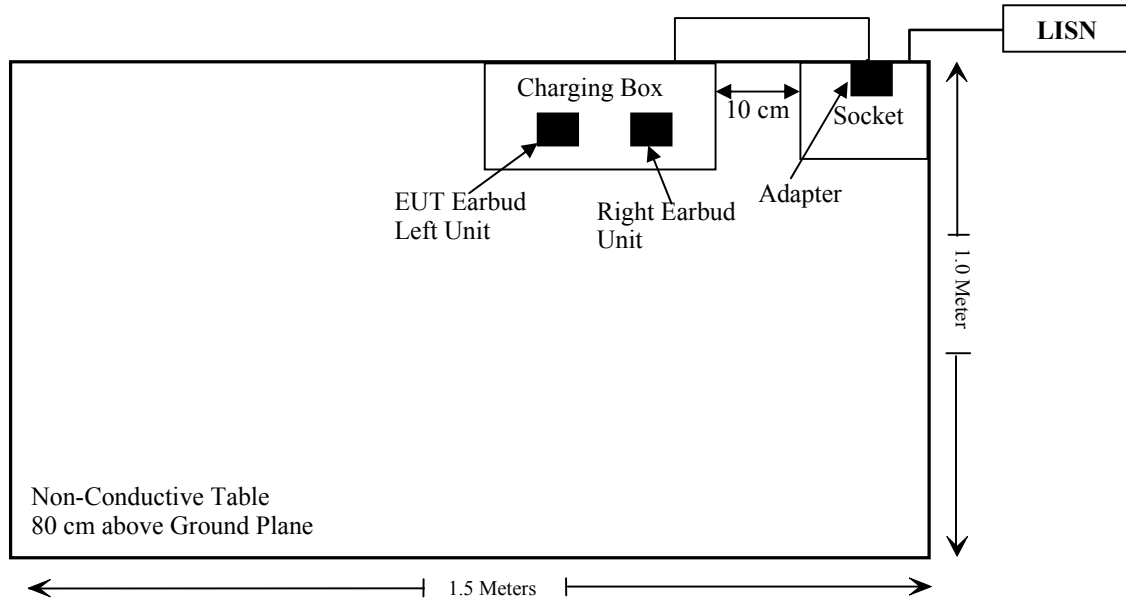 LISN
Charging Box
10 cm
Socket
EUT Earbud
Left Unit
Right Earbud
Unit
Adapter
1.0 Meter
Non-Conductive Table
80 cm above Ground Plane
1.5 Meters